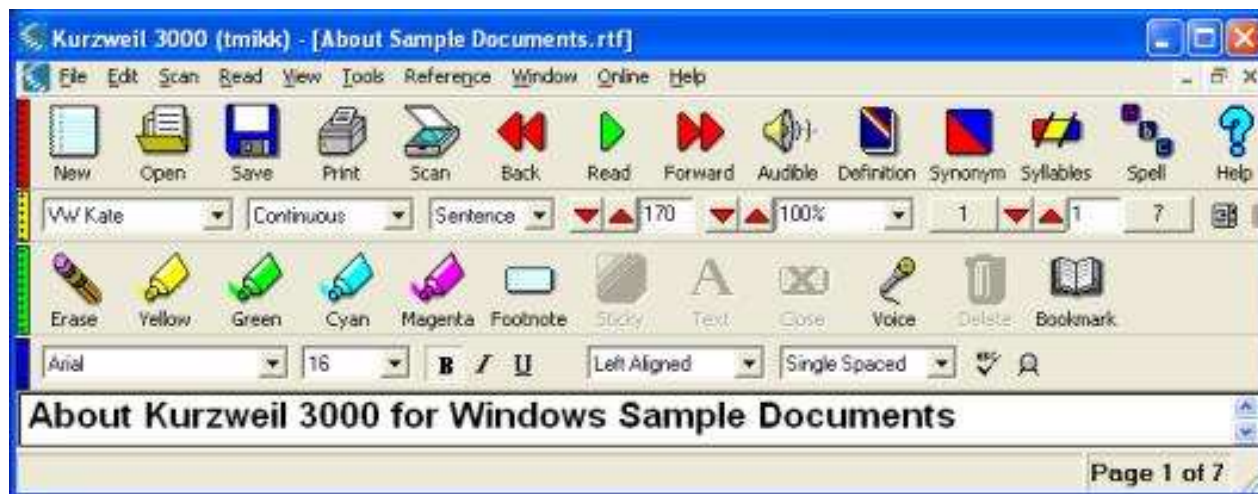 Kurzweil 3000 (tmikk) - [About Sample Documents.rtf]
File Edit Scan Read View Tools Reference Window Online Help
New Open Save Print Scan Back Read Forward Audible Definition Synonym Syllables Spell Help
VW Kate Continuous Sentence 170 100% 1 1 7
Erase Yellow Green Cyan Magenta Footnote Sticky Text Close Voice Delete Bookmark
Arial 16 B I U Left Aligned Single Spaced
About Kurzweil 3000 for Windows Sample Documents
Page 1 of 7